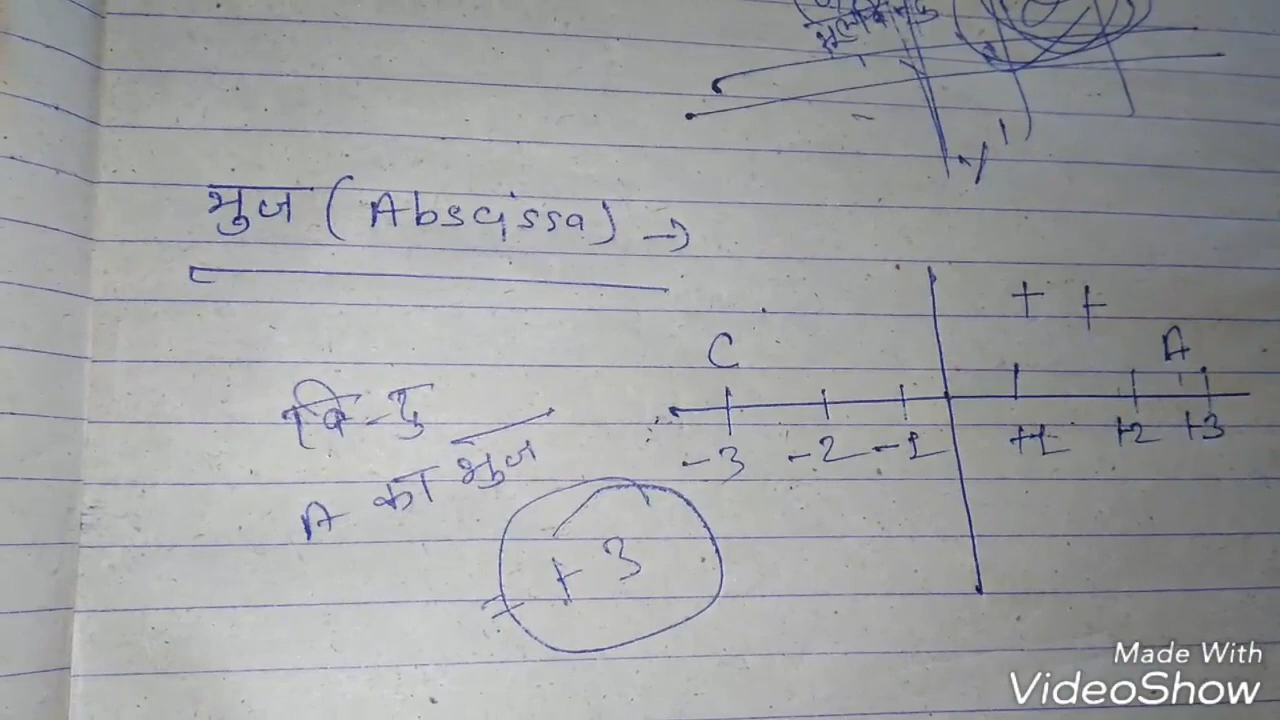 भुज (Abscissa) →
+ +
C
A
-3 -2 -1 +1 +2 +3
बिन्दु
A का भुज
= +3
Made With
VideoShow